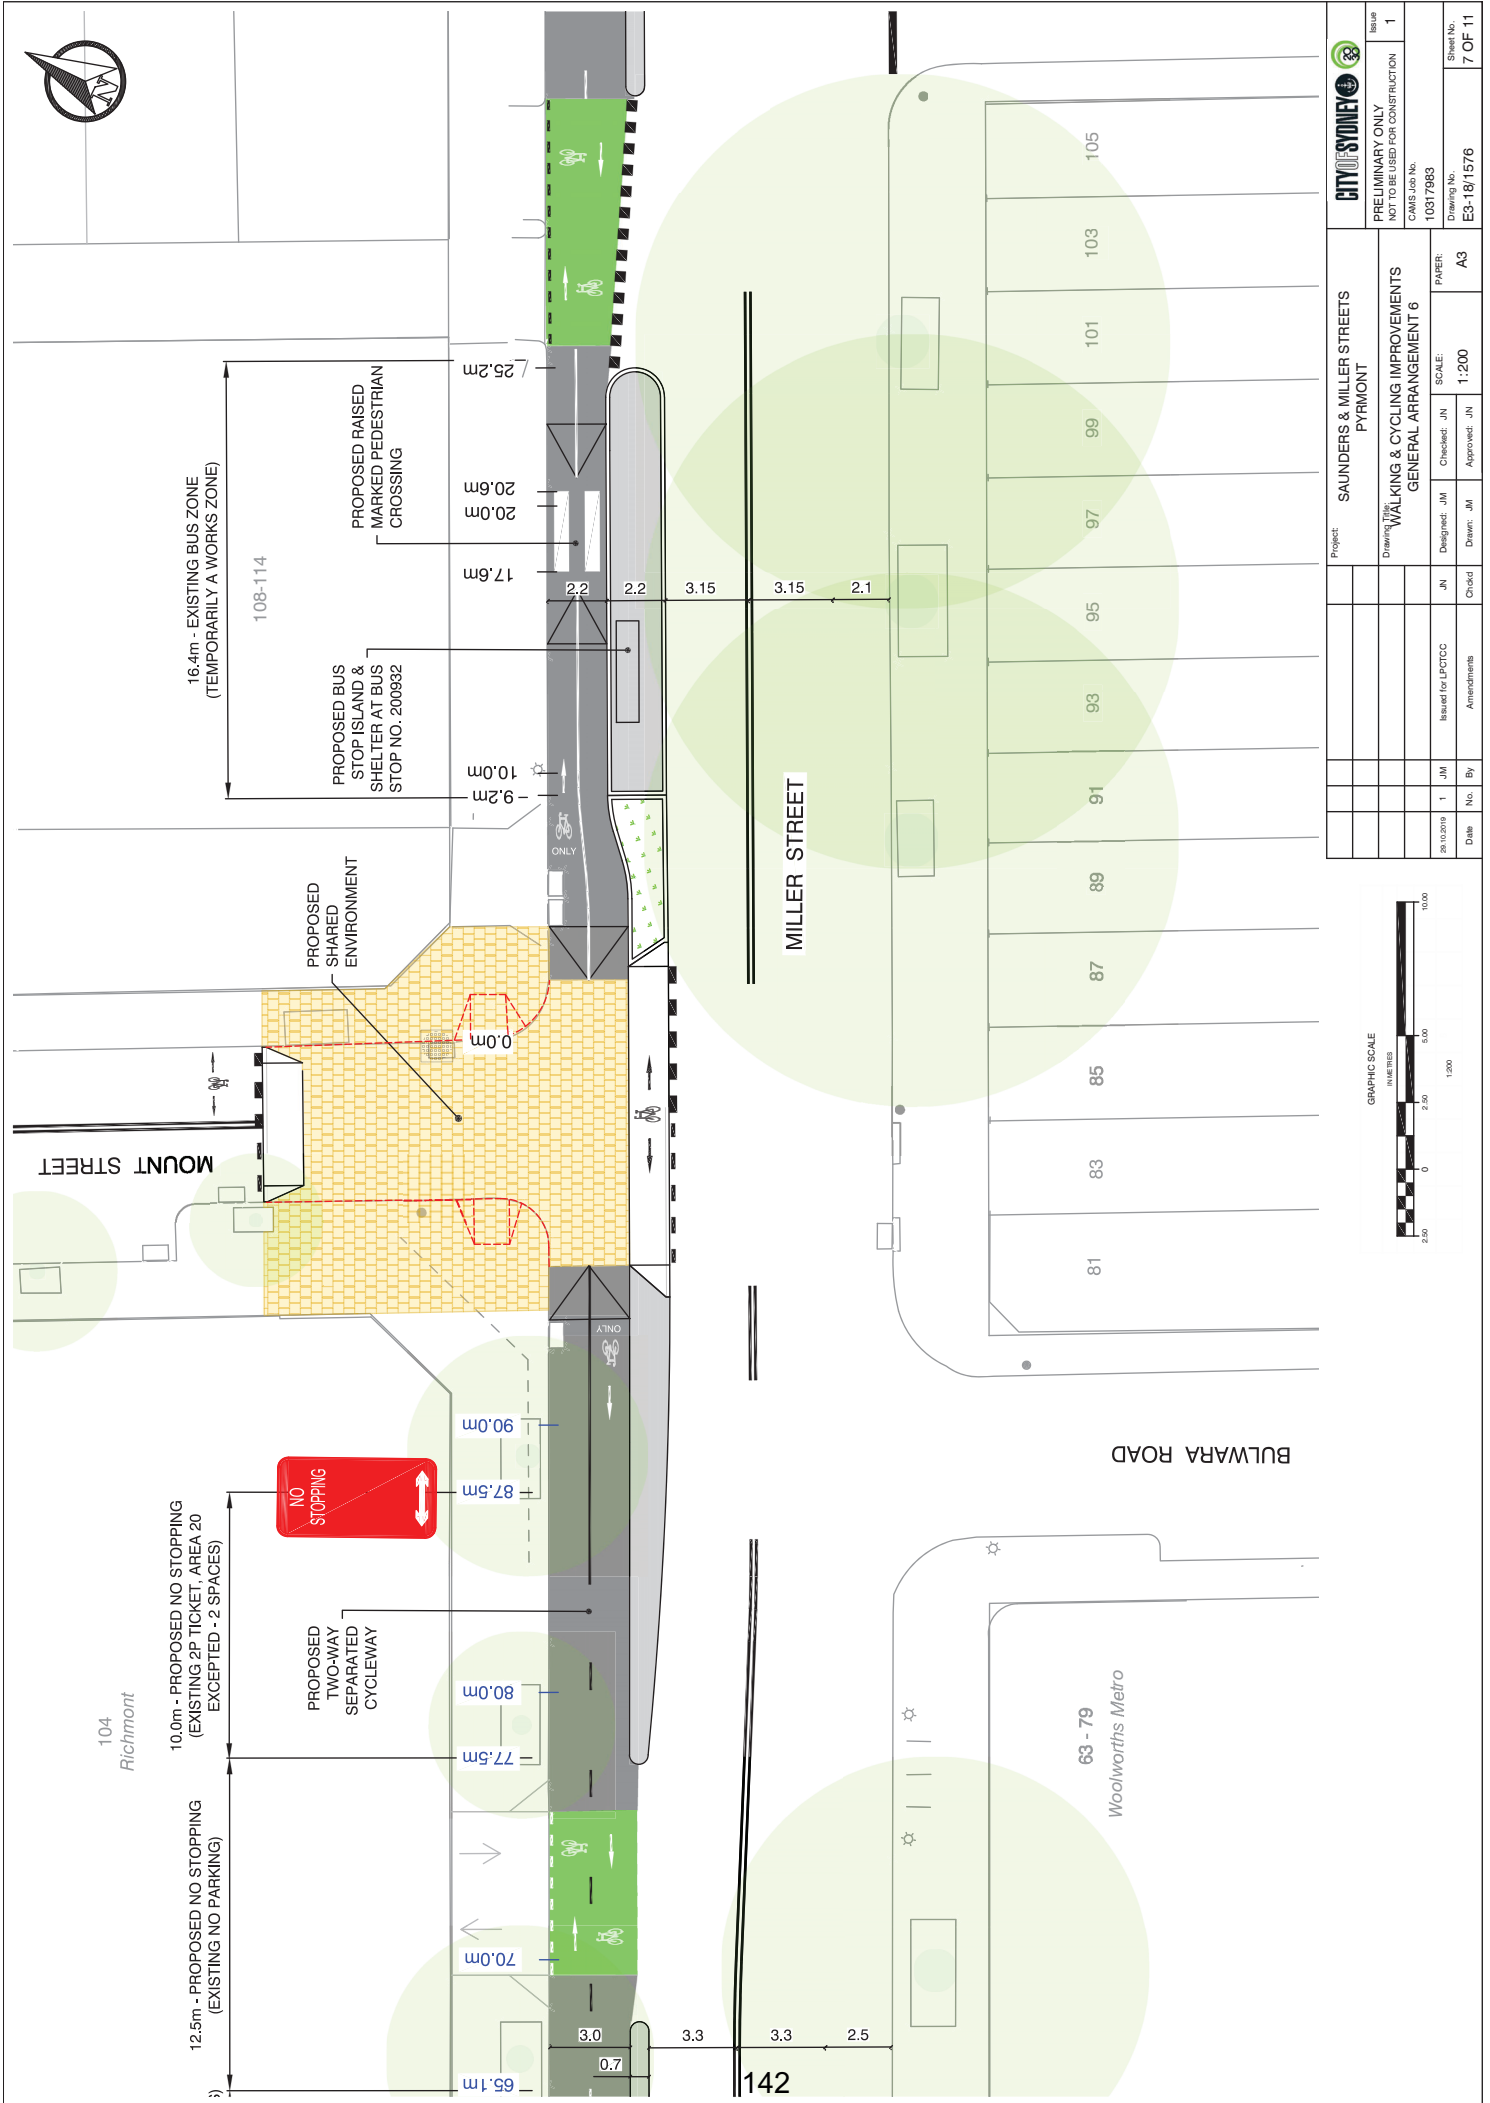 16.4m - EXISTING BUS ZONE
(TEMPORARILY A WORKS ZONE)
108-114
PROPOSED RAISED
MARKED PEDESTRIAN
CROSSING
PROPOSED BUS
STOP ISLAND &
SHELTER AT BUS
STOP NO. 200932
PROPOSED
SHARED
ENVIRONMENT
25.2m
20.6m
20.0m
17.6m
10.0m
9.2m
0.0m
ONLY
2.2
2.2
3.15
3.15
2.1
MOUNT STREET
MILLER STREET
BULWARA ROAD
105
103
101
99
97
95
93
91
89
87
85
83
81
NO
STOPPING
10.0m - PROPOSED NO STOPPING
(EXISTING 2P TICKET, AREA 20
EXCEPTED - 2 SPACES)
104
Richmont
PROPOSED
TWO-WAY
SEPARATED
CYCLEWAY
12.5m - PROPOSED NO STOPPING
(EXISTING NO PARKING)
S)
ONLY
90.0m
87.5m
80.0m
77.5m
70.0m
65.1m
3.0
0.7
3.3
3.3
2.5
63 - 79
Woolworths Metro
142
N
GRAPHIC SCALE
IN METRES
2.50
0
2.50
5.00
10.00
1:200
29.10.2019
1
JM
Issued for LPCTCC
JN
Date
No.
By
Amendments
Chckd
Project:
SAUNDERS & MILLER STREETS
PYRMONT
Drawing Title:
WALKING & CYCLING IMPROVEMENTS
GENERAL ARRANGEMENT 6
Designed: JM
Checked: JN
SCALE:
1:200
PAPER:
A3
Drawn: JM
Approved: JN
CITY OF SYDNEY
2030
PRELIMINARY ONLY
NOT TO BE USED FOR CONSTRUCTION
Issue
1
CAMS Job No.
10317983
Drawing No.
E3-18/1576
Sheet No.
7 OF 11